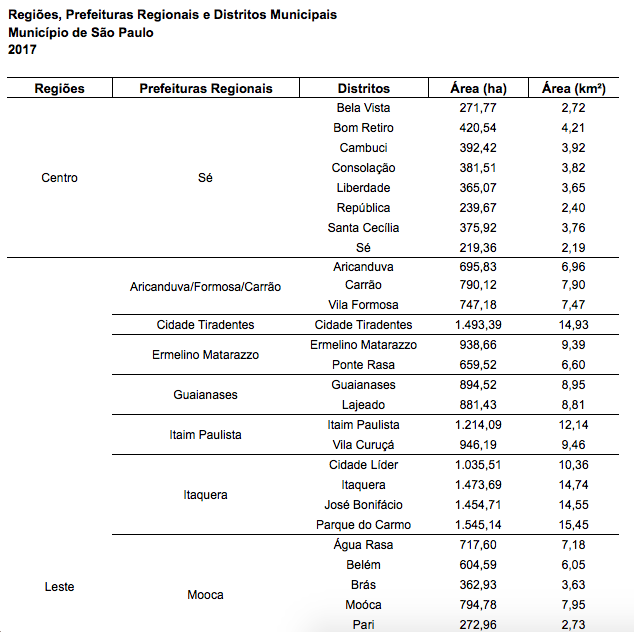 Regiões, Prefeituras Regionais e Distritos Municipais
Município de São Paulo
2017
Regiões Prefeituras Regionais Distritos Área (ha) Área (km²)
Bela Vista 271,77 2,72
Bom Retiro 420,54 4,21
Cambuci 392,42 3,92
Consolação 381,51 3,82
Centro Sé
Liberdade 365,07 3,65
República 239,67 2,40
Santa Cecília 375,92 3,76
Sé 219,36 2,19
Aricanduva 695,83 6,96
Aricanduva/Formosa/Carrão Carrão 790,12 7,90
Vila Formosa 747,18 7,47
Cidade Tiradentes Cidade Tiradentes 1.493,39 14,93
Ermelino Matarazzo
Ermelino Matarazzo 938,66 9,39
Ponte Rasa 659,52 6,60
Guaianases
Guaianases 894,52 8,95
Lajeado 881,43 8,81
Itaim Paulista
Itaim Paulista 1.214,09 12,14
Vila Curuçá 946,19 9,46
Cidade Líder 1.035,51 10,36
Itaquera 1.473,69 14,74
Itaquera
José Bonifácio 1.454,71 14,55
Parque do Carmo 1.545,14 15,45
Água Rasa 717,60 7,18
Belém 604,59 6,05
Leste Brás 362,93 3,63
Mooca
Moóca 794,78 7,95
Pari 272,96 2,73